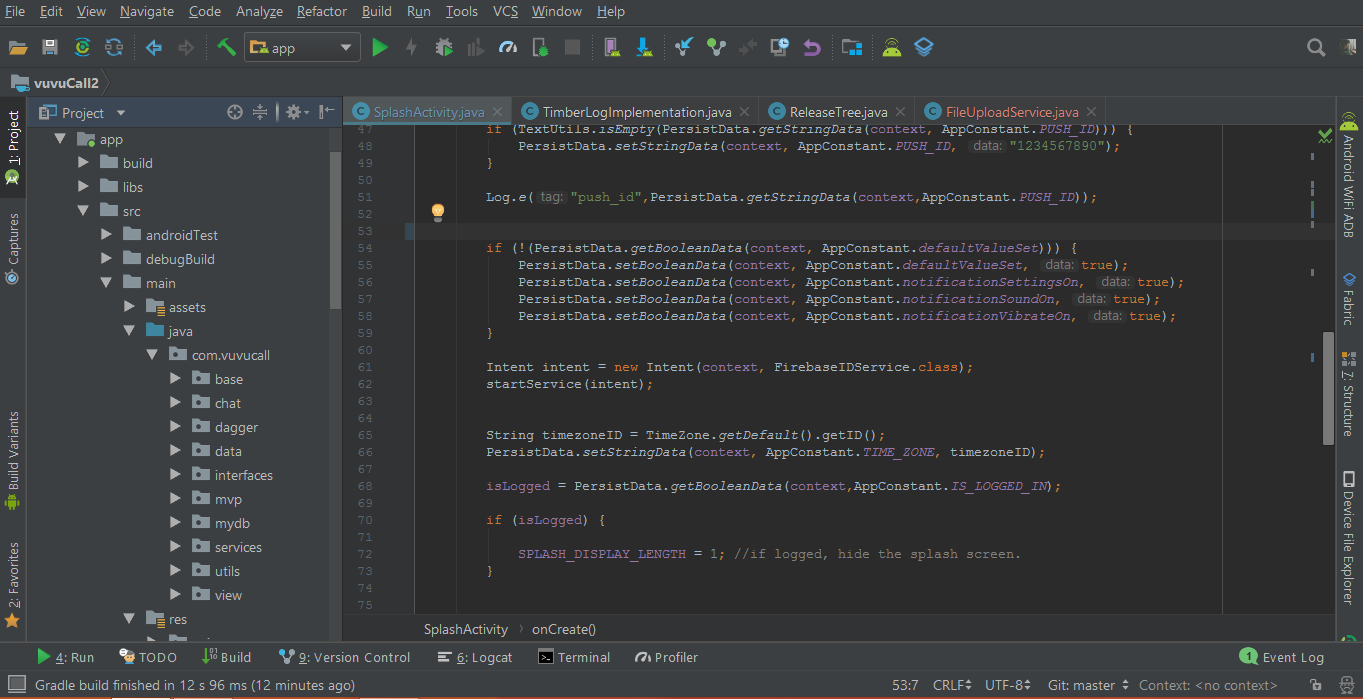 File Edit View Navigate Code Analyze Refactor Build Run Tools VCS Window Help
app
vuvuCall2
Project
SplashActivity.java TimberLogImplementation.java ReleaseTree.java FileUploadService.java
1: Project
Captures
Build Variants
2: Favorites
app
build
libs
src
androidTest
debugBuild
main
assets
java
com.vuvucall
base
chat
dagger
data
interfaces
mvp
mydb
services
utils
view
res
47 if (TextUtils.isEmpty(PersistData.getStringData(context, AppConstant.PUSH_ID))) {
48 PersistData.setStringData(context, AppConstant.PUSH_ID, data: "1234567890");
49 }
50
51 Log.e( tag: "push_id",PersistData.getStringData(context,AppConstant.PUSH_ID));
52
53
54 if (!(PersistData.getBooleanData(context, AppConstant.defaultValueSet))) {
55 PersistData.setBooleanData(context, AppConstant.defaultValueSet, data: true);
56 PersistData.setBooleanData(context, AppConstant.notificationSettingsOn, data: true);
57 PersistData.setBooleanData(context, AppConstant.notificationSoundOn, data: true);
58 PersistData.setBooleanData(context, AppConstant.notificationVibrateOn, data: true);
59 }
60
61 Intent intent = new Intent(context, FirebaseIDService.class);
62 startService(intent);
63
64
65 String timezoneID = TimeZone.getDefault().getID();
66 PersistData.setStringData(context, AppConstant.TIME_ZONE, timezoneID);
67
68 isLogged = PersistData.getBooleanData(context,AppConstant.IS_LOGGED_IN);
69
70 if (isLogged) {
71
72 SPLASH_DISPLAY_LENGTH = 1; //if logged, hide the splash screen.
73 }
74
75
SplashActivity onCreate()
Android WiFi ADB
Fabric
7: Structure
Device File Explorer
4: Run TODO Build 9: Version Control 6: Logcat Terminal Profiler 1 Event Log
Gradle build finished in 12 s 96 ms (12 minutes ago) 53:7 CRLF UTF-8 Git: master Context: <no context>